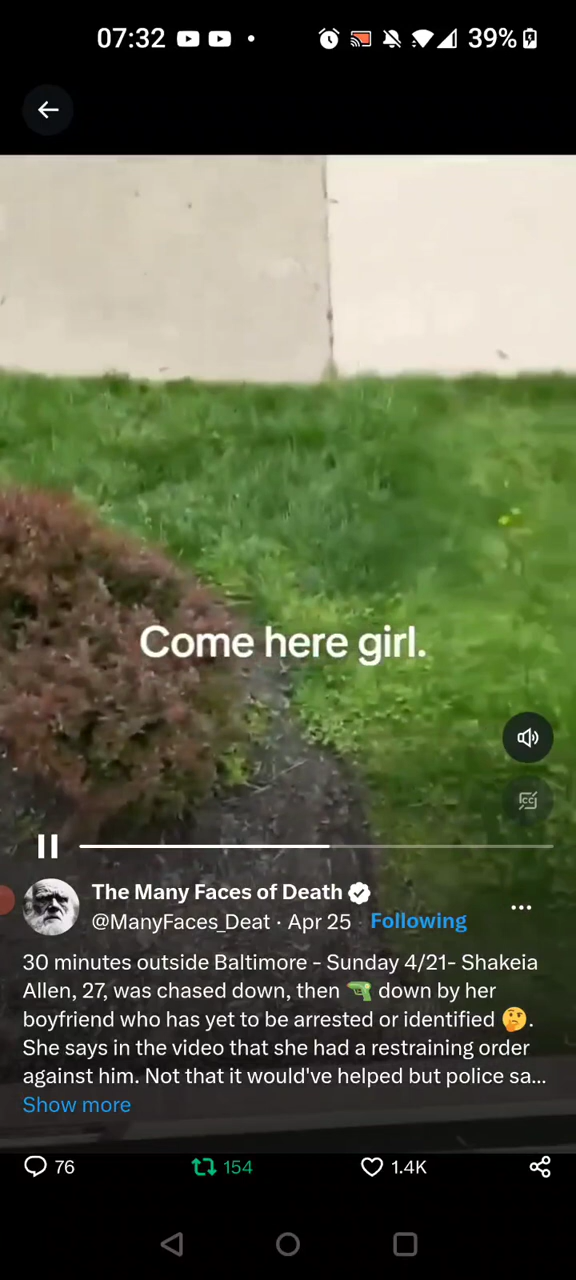 07:32
39%
Come here girl.
CC
The Many Faces of Death
@ManyFaces_Deat · Apr 25 Following
30 minutes outside Baltimore - Sunday 4/21- Shakeia
Allen, 27, was chased down, then 🔫 down by her
boyfriend who has yet to be arrested or identified 🤔.
She says in the video that she had a restraining order
against him. Not that it would've helped but police sa...
Show more
76 154 1.4K